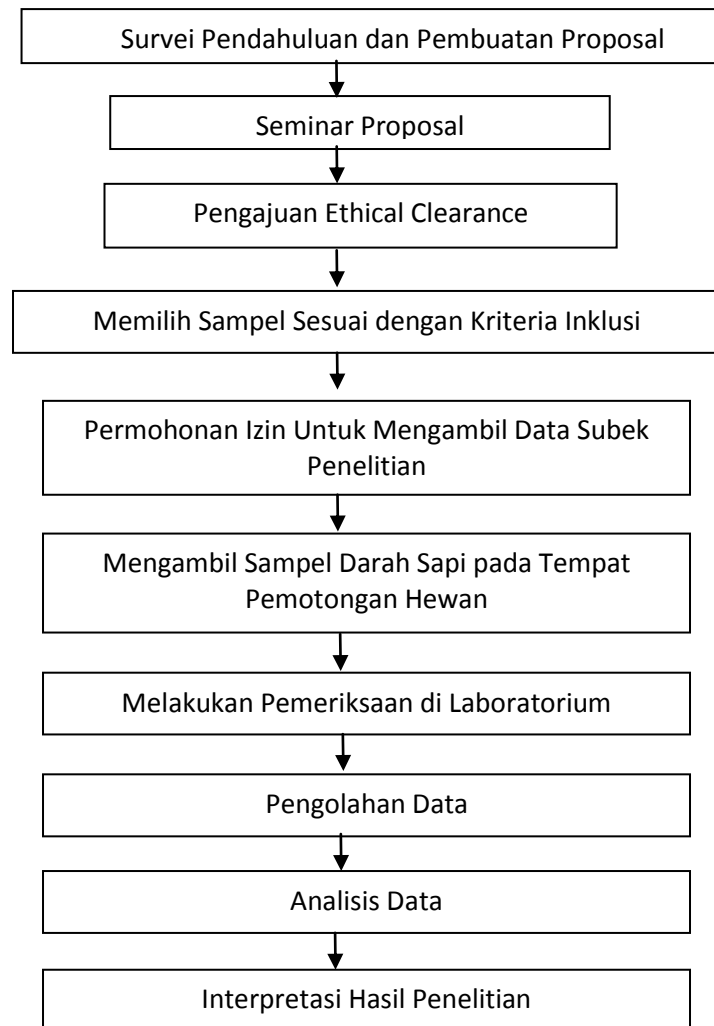 Survei Pendahuluan dan Pembuatan Proposal
Seminar Proposal
Pengajuan Ethical Clearance
Memilih Sampel Sesuai dengan Kriteria Inklusi
Permohonan Izin Untuk Mengambil Data Subek
Penelitian
Mengambil Sampel Darah Sapi pada Tempat
Pemotongan Hewan
Melakukan Pemeriksaan di Laboratorium
Pengolahan Data
Analisis Data
Interpretasi Hasil Penelitian